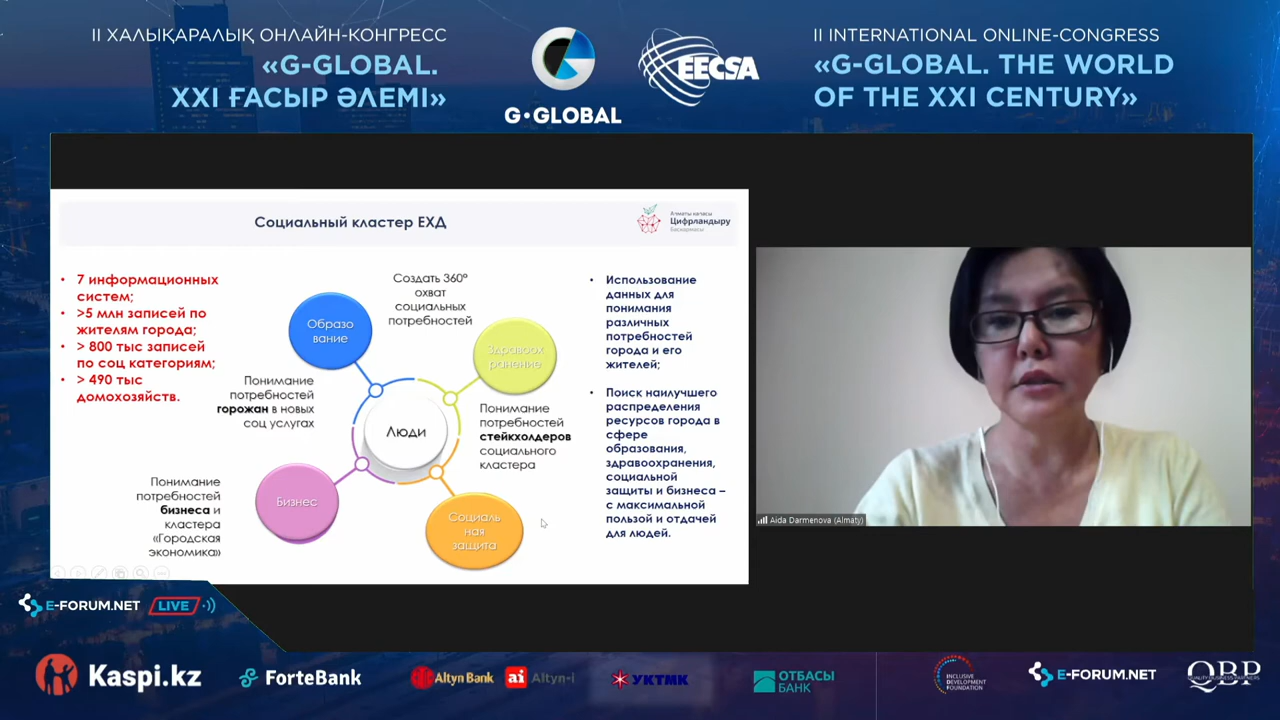 II ХАЛЫҚАРАЛЫҚ ОНЛАЙН-КОНГРЕСС
«G-GLOBAL.
XXI ҒАСЫР ӘЛЕМІ»
G·GLOBAL
EECSA
II INTERNATIONAL ONLINE-CONGRESS
«G-GLOBAL. THE WORLD
OF THE XXI CENTURY»
Социальный кластер ЕХД
Алматы қаласы
Цифрландыру
басқармасы
• 7 информационных
систем;
• >5 млн записей по
жителям города;
• > 800 тыс записей
по соц категориям;
• > 490 тыс
домохозяйств.
Образо
вание
Создать 360°
охват
социальных
потребностей
Здравоох
ранение
Понимание
потребностей
горожан в новых
соц услугах
Люди
Понимание
потребностей
стейкхолдеров
социального
кластера
Понимание
потребностей
бизнеса и
кластера
«Городская
экономика»
Бизнес
Социаль
ная
защита
• Использование
данных для
понимания
различных
потребностей
города и его
жителей;
• Поиск наилучшего
распределения
ресурсов города в
сфере
образования,
здравоохранения,
социальной
защиты и бизнеса –
с максимальной
пользой и отдачей
для людей.
Aida Darmenova (Almaty)
E-FORUM.NET LIVE
Kaspi.kz
ForteBank
Altyn Bank
ai Altyn-i
УКТМК
ОТБАСЫ
БАНК
INCLUSIVE
DEVELOPMENT
FOUNDATION
E-FORUM.NET
QBP
QUALITY BUSINESS PARTNERS